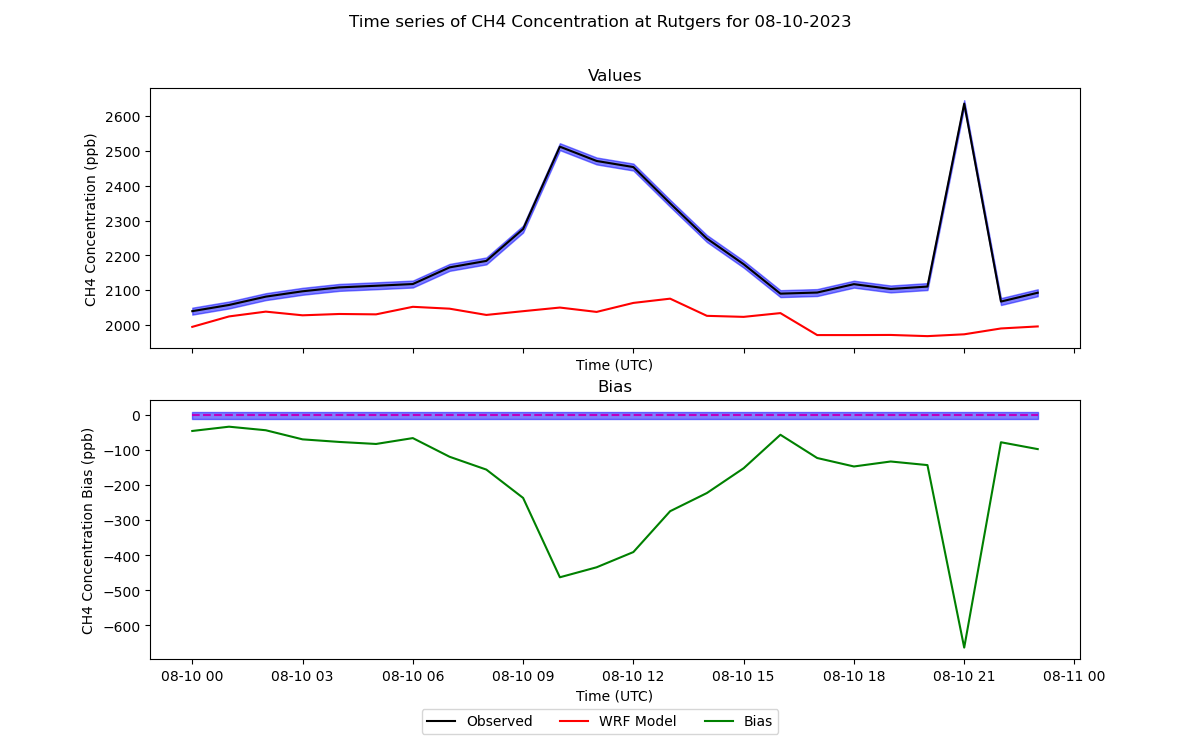 Time series of CH4 Concentration at Rutgers for 08-10-2023
Values
CH4 Concentration (ppb)
2600
2500
2400
2300
2200
2100
2000
Time (UTC)
Bias
CH4 Concentration Bias (ppb)
0
−100
−200
−300
−400
−500
−600
08-10 00 08-10 03 08-10 06 08-10 09 08-10 12 08-10 15 08-10 18 08-10 21 08-11 00
Time (UTC)
Observed WRF Model Bias